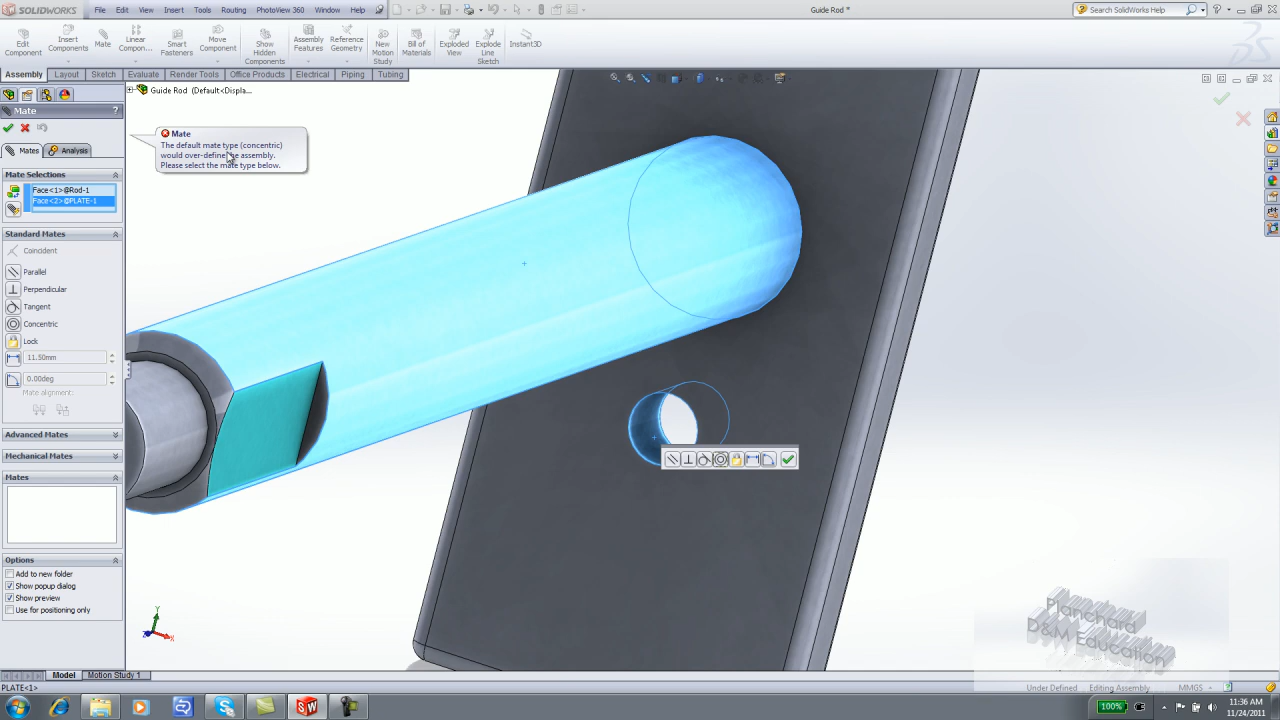 SOLIDWORKS
File Edit View Insert Tools Routing PhotoView 360 Window Help
Guide Rod *
Search SolidWorks Help
Edit Component
Insert Components
Mate
Linear Compon...
Smart Fasteners
Move Component
Show Hidden Components
Assembly Features
Reference Geometry
New Motion Study
Bill of Materials
Exploded View
Explode Line Sketch
Instant3D
Assembly Layout Sketch Evaluate Render Tools Office Products Electrical Piping Tubing
Guide Rod (Default<Displa...
Mate ?
Mate
The default mate type (concentric)
would over-define the assembly.
Please select the mate type below.
Mates Analysis
Mate Selections
Face<1>@Rod-1
Face<2>@PLATE-1
Standard Mates
Coincident
Parallel
Perpendicular
Tangent
Concentric
Lock
11.50mm
0.00deg
Mate alignment:
Advanced Mates
Mechanical Mates
Mates
Options
Add to new folder
Show popup dialog
Show preview
Use for positioning only
Y
X
Z
Planchard
D&M Education
Model Motion Study 1
PLATE<1>
Under Defined Editing Assembly MMGS
100%
11:36 AM
11/24/2011